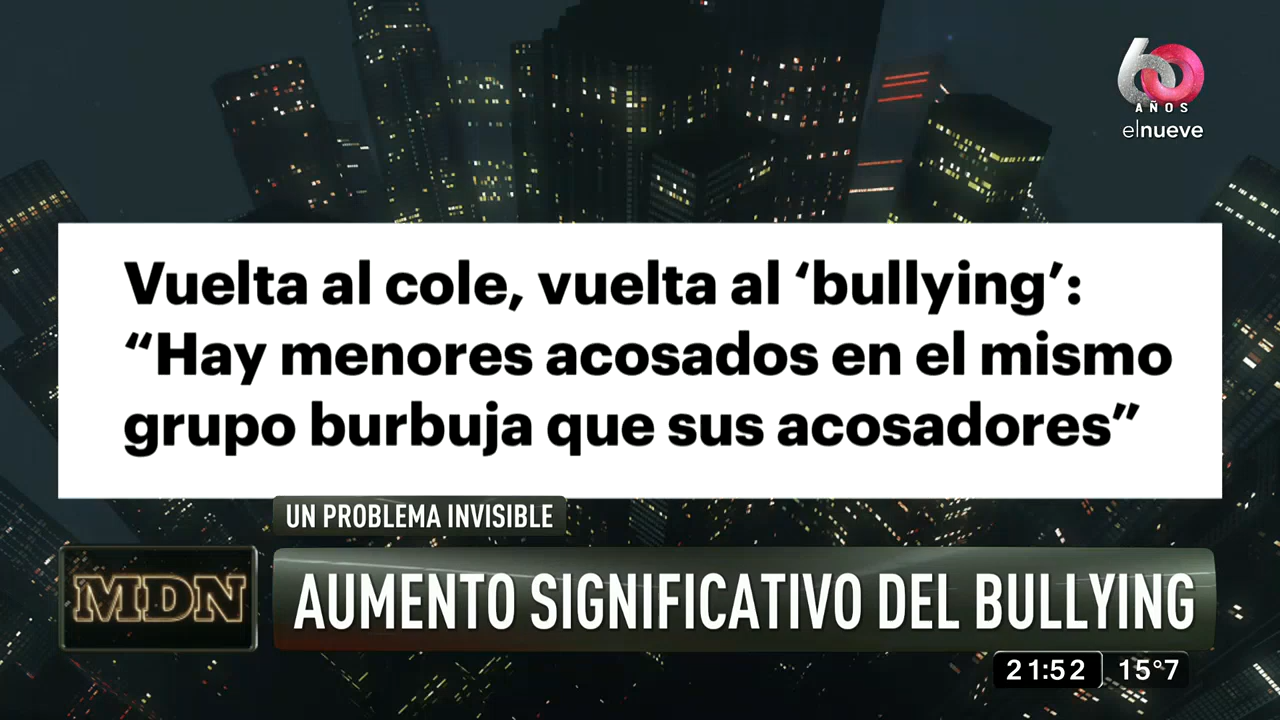 60
AÑOS
elnueve
Vuelta al cole, vuelta al ‘bullying’:
“Hay menores acosados en el mismo
grupo burbuja que sus acosadores”
UN PROBLEMA INVISIBLE
MDN
AUMENTO SIGNIFICATIVO DEL BULLYING
21:52
15°7